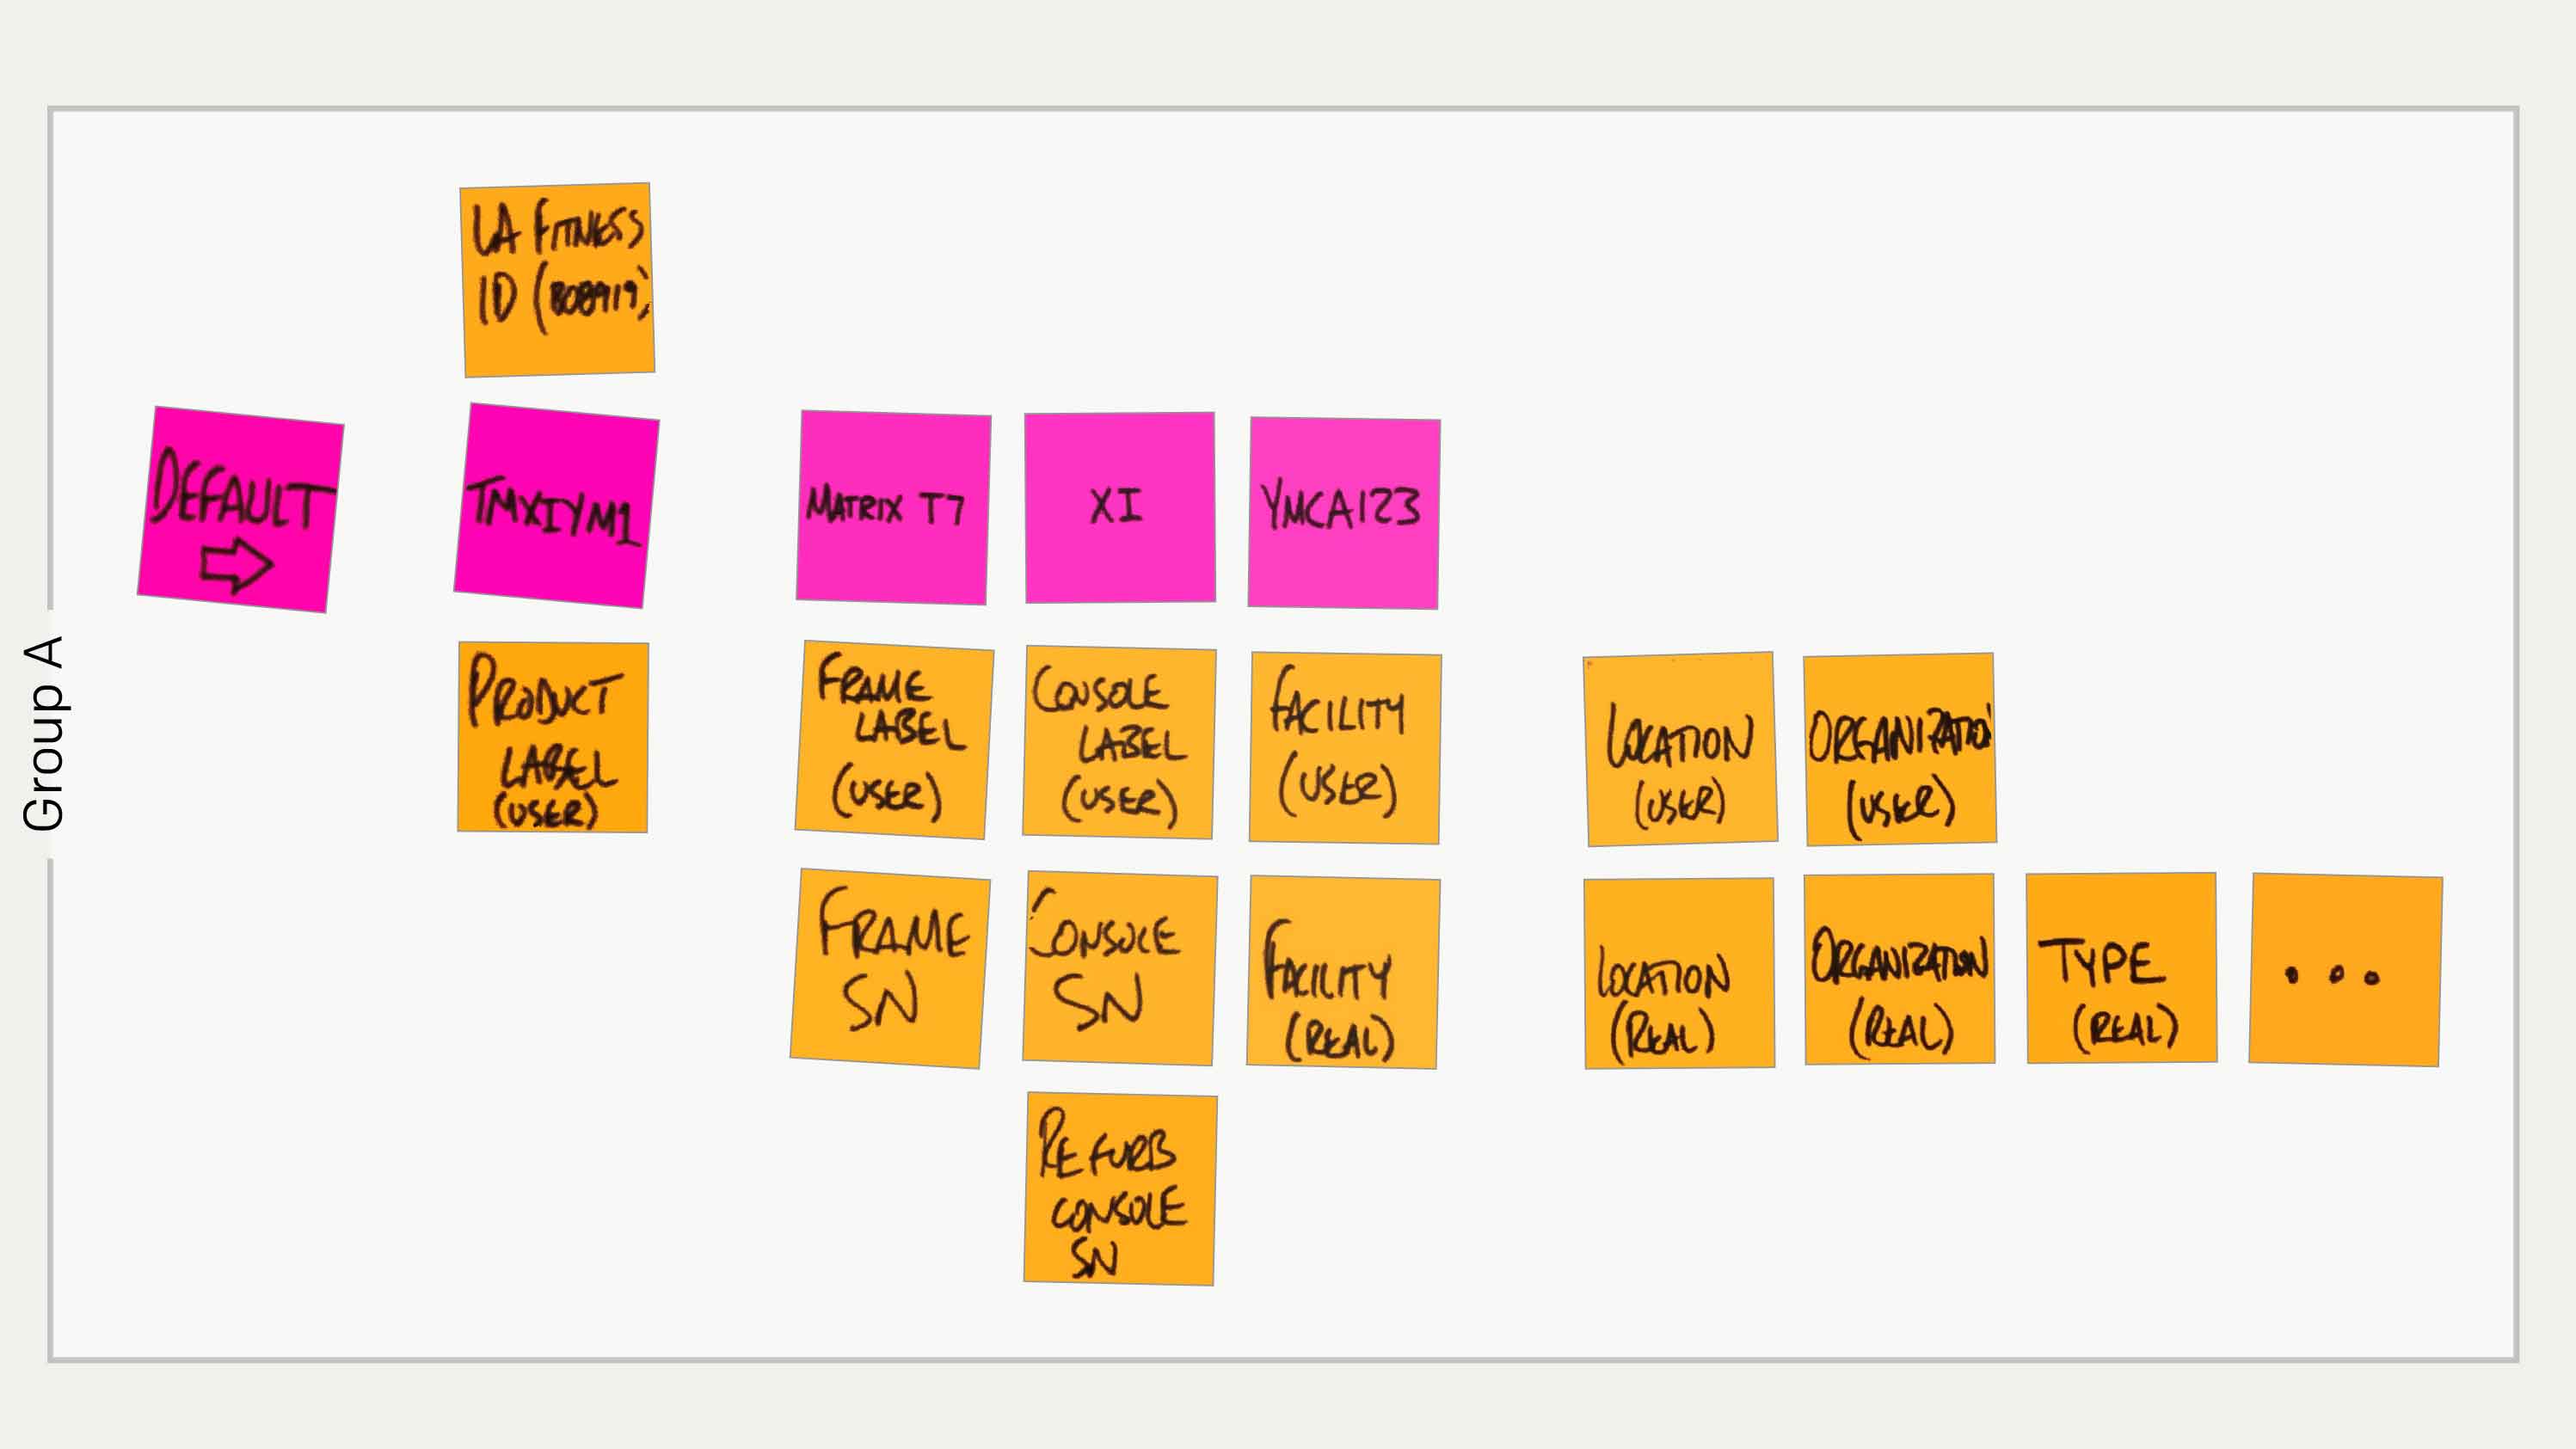 Group A
LA FITNESS
ID (808919)
DEFAULT
TMXIYM1
MATRIX T7
XI
YMCA123
PRODUCT
LABEL
(USER)
FRAME
LABEL
(USER)
CONSOLE
LABEL
(USER)
FACILITY
(USER)
LOCATION
(USER)
ORGANIZATION
(USER)
FRAME
SN
CONSOLE
SN
FACILITY
(REAL)
LOCATION
(REAL)
ORGANIZATION
(REAL)
TYPE
(REAL)
...
REFURB
CONSOLE
SN